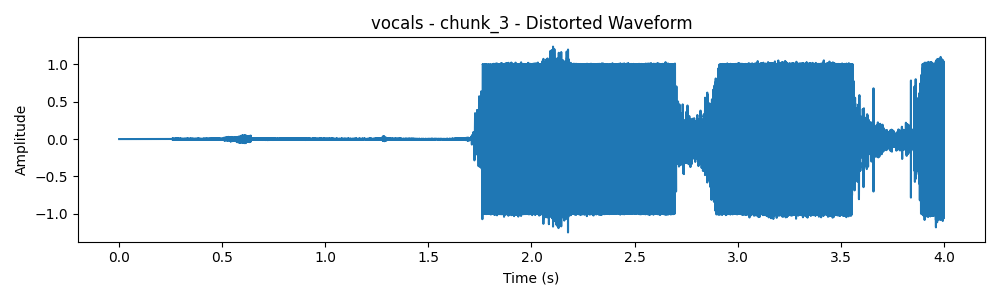 vocals - chunk_3 - Distorted Waveform
1.0
0.5
0.0
−0.5
−1.0
Amplitude
0.0 0.5 1.0 1.5 2.0 2.5 3.0 3.5 4.0
Time (s)